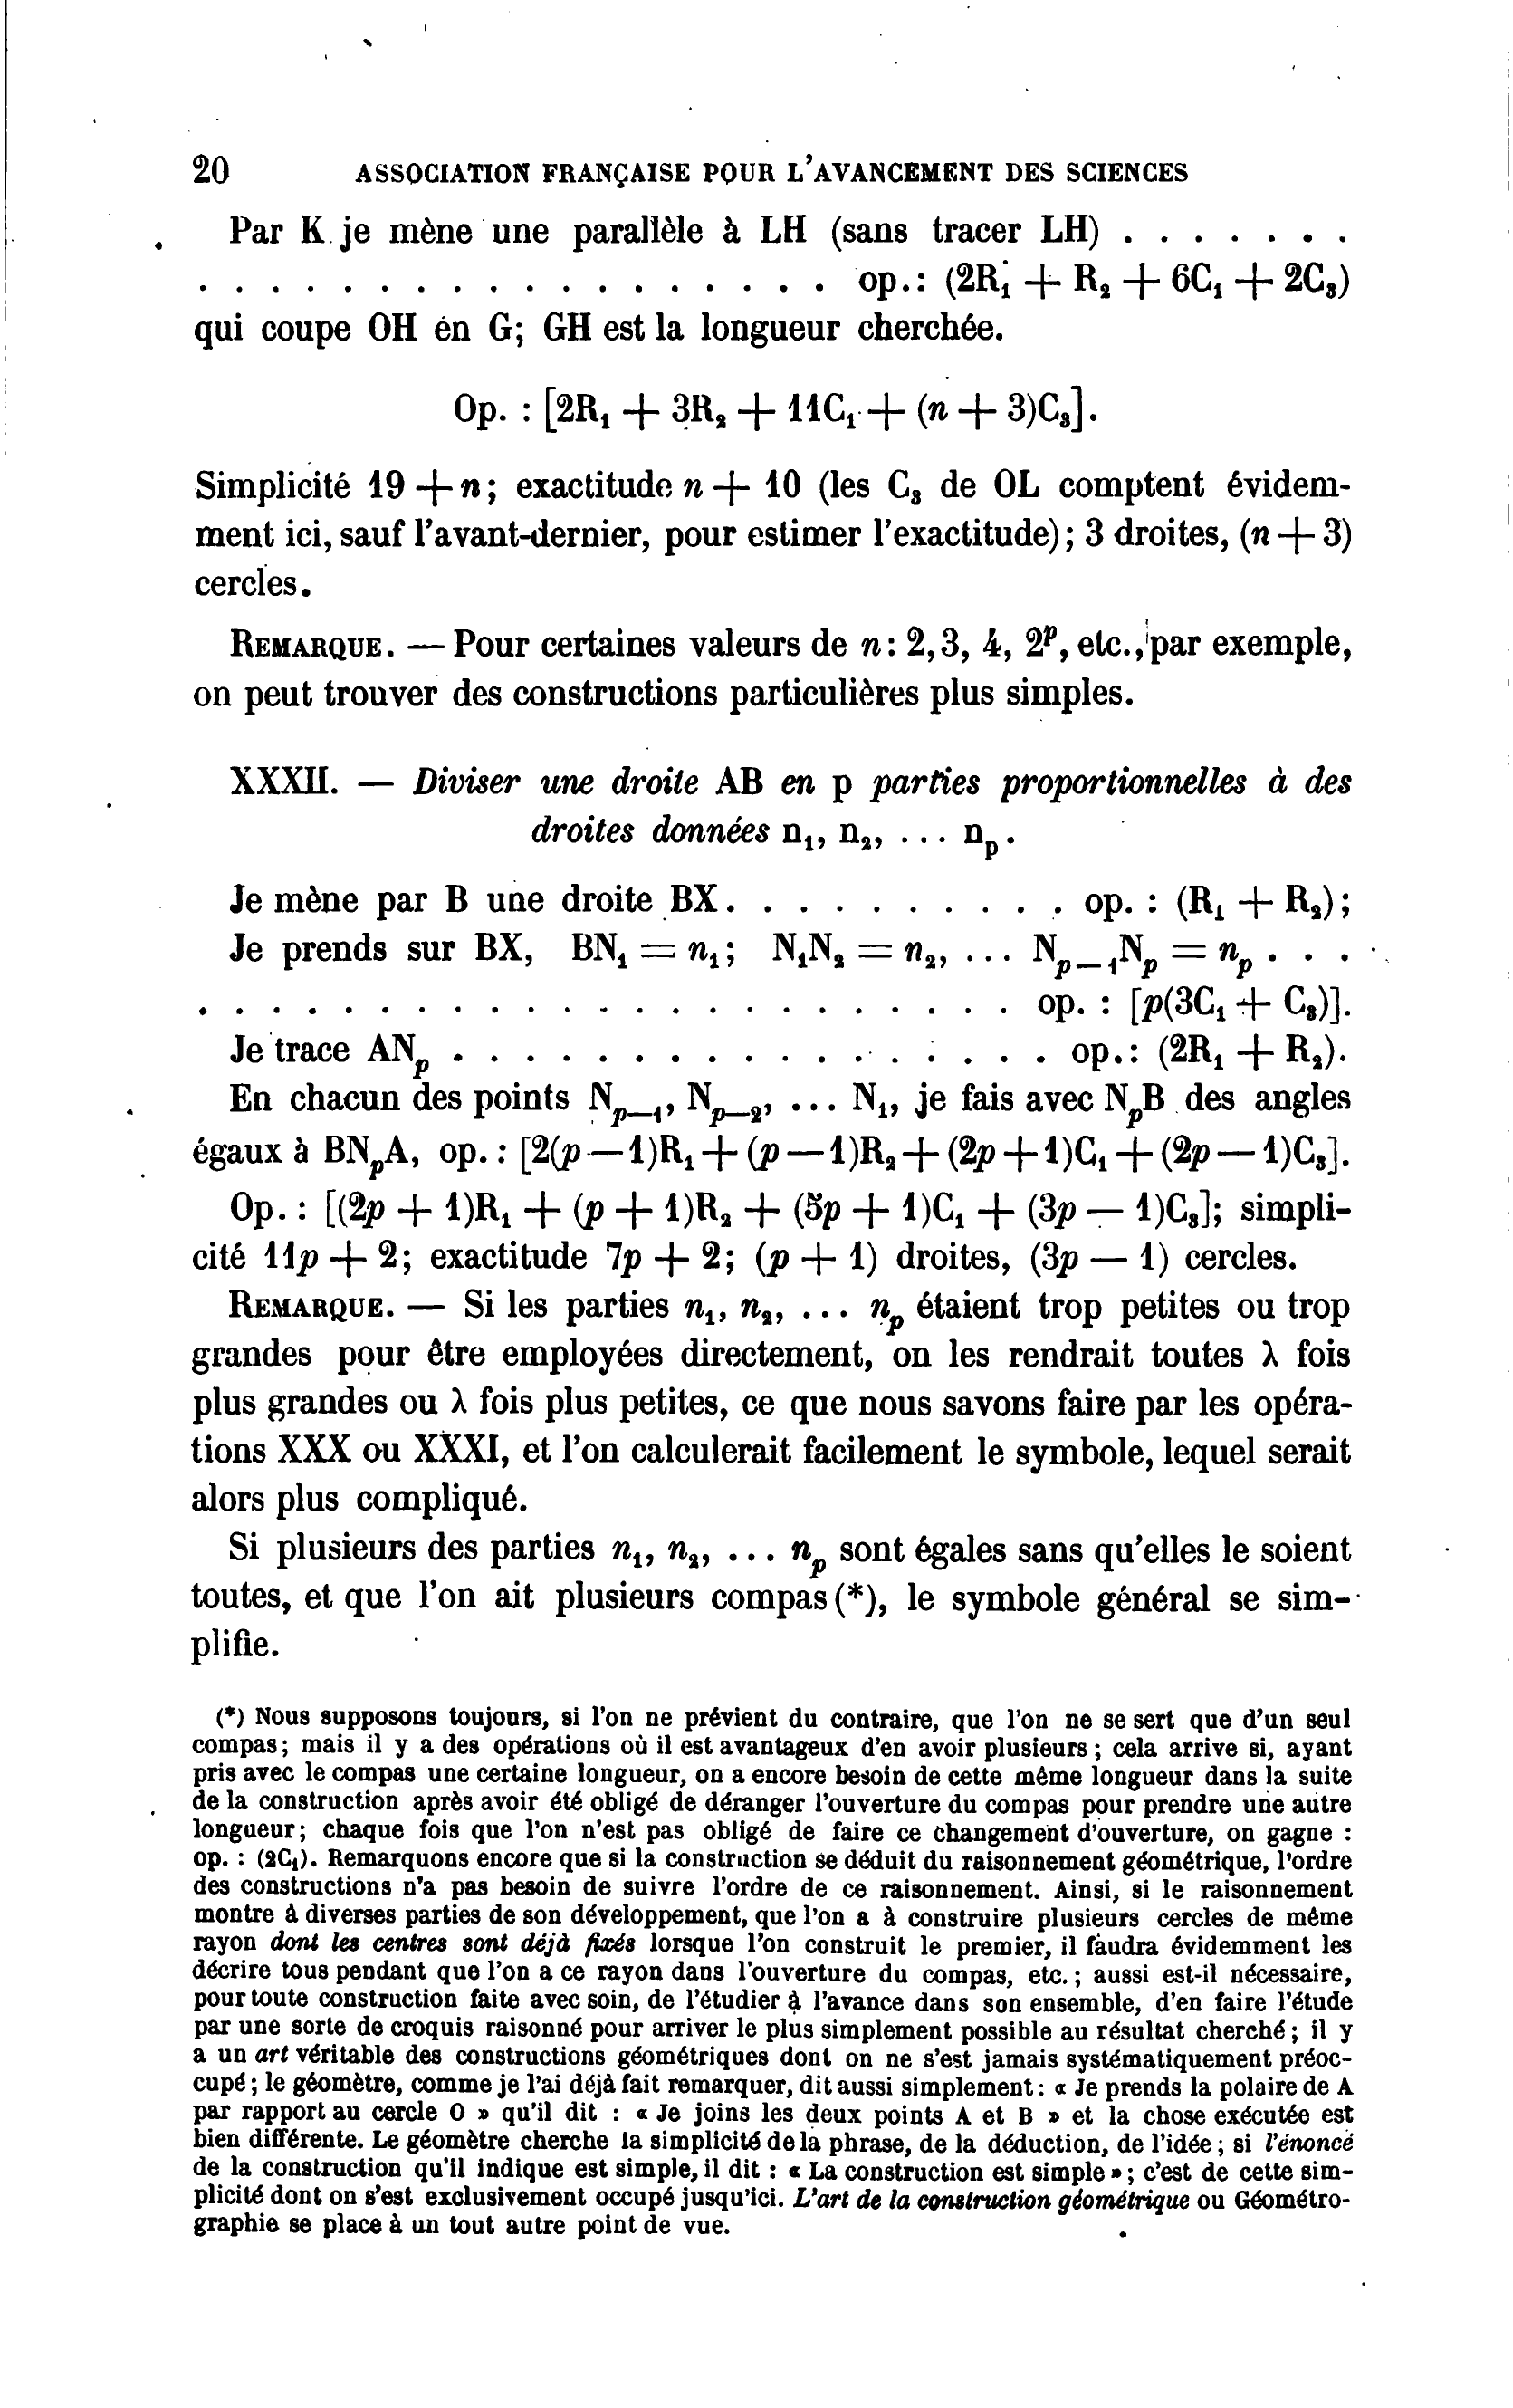 20 ASSOCIATION FRANÇAISE POUR L'AVANCEMENT DES SCIENCES
Par K je mène une parallèle à LH (sans tracer LH) . . . . . . .
. . . . . . . . . . . . . . . . . . op.: (2R₁ + R₂ + 6C₁ + 2C₃)
qui coupe OH en G; GH est la longueur cherchée.
Op. : [2R₁ + 3R₂ + 11C₁ + (n + 3)C₃].
Simplicité 19 + n; exactitude n + 10 (les C₃ de OL comptent évidem-
ment ici, sauf l'avant-dernier, pour estimer l'exactitude); 3 droites, (n + 3)
cercles.
REMARQUE. — Pour certaines valeurs de n: 2, 3, 4, 2ᵖ, etc., par exemple,
on peut trouver des constructions particulières plus simples.
XXXII. — Diviser une droite AB en p parties proportionnelles à des
droites données n₁, n₂, ... nₚ.
Je mène par B une droite BX. . . . . . . . . . . op. : (R₁ + R₂);
Je prends sur BX, BN₁ = n₁; N₁N₂ = n₂, ... Nₚ₋₁Nₚ = nₚ . . .
. . . . . . . . . . . . . . . . . . . . . . . op. : [p(3C₁ + C₃)].
Je trace ANₚ . . . . . . . . . . . . . . . . . op.: (2R₁ + R₂).
En chacun des points Nₚ₋₁, Nₚ₋₂, ... N₁, je fais avec NₚB des angles
égaux à BNₚA, op. : [2(p — 1)R₁ + (p — 1)R₂ + (2p + 1)C₁ + (2p — 1)C₃].
Op. : [(2p + 1)R₁ + (p + 1)R₂ + (5p + 1)C₁ + (3p — 1)C₃]; simpli-
cité 11p + 2; exactitude 7p + 2; (p + 1) droites, (3p — 1) cercles.
REMARQUE. — Si les parties n₁, n₂, ... nₚ étaient trop petites ou trop
grandes pour être employées directement, on les rendrait toutes λ fois
plus grandes ou λ fois plus petites, ce que nous savons faire par les opéra-
tions XXX ou XXXI, et l'on calculerait facilement le symbole, lequel serait
alors plus compliqué.
Si plusieurs des parties n₁, n₂, ... nₚ sont égales sans qu'elles le soient
toutes, et que l'on ait plusieurs compas (*), le symbole général se sim-
plifie.
(*) Nous supposons toujours, si l'on ne prévient du contraire, que l'on ne se sert que d'un seul
compas; mais il y a des opérations où il est avantageux d'en avoir plusieurs; cela arrive si, ayant
pris avec le compas une certaine longueur, on a encore besoin de cette même longueur dans la suite
de la construction après avoir été obligé de déranger l'ouverture du compas pour prendre une autre
longueur; chaque fois que l'on n'est pas obligé de faire ce changement d'ouverture, on gagne :
op. : (2C₁). Remarquons encore que si la construction se déduit du raisonnement géométrique, l'ordre
des constructions n'a pas besoin de suivre l'ordre de ce raisonnement. Ainsi, si le raisonnement
montre à diverses parties de son développement, que l'on a à construire plusieurs cercles de même
rayon dont les centres sont déjà fixés lorsque l'on construit le premier, il faudra évidemment les
décrire tous pendant que l'on a ce rayon dans l'ouverture du compas, etc.; aussi est-il nécessaire,
pour toute construction faite avec soin, de l'étudier à l'avance dans son ensemble, d'en faire l'étude
par une sorte de croquis raisonné pour arriver le plus simplement possible au résultat cherché; il y
a un art véritable des constructions géométriques dont on ne s'est jamais systématiquement préoc-
cupé; le géomètre, comme je l'ai déjà fait remarquer, dit aussi simplement: « Je prends la polaire de A
par rapport au cercle O » qu'il dit : « Je joins les deux points A et B » et la chose exécutée est
bien différente. Le géomètre cherche la simplicité de la phrase, de la déduction, de l'idée; si l'énoncé
de la construction qu'il indique est simple, il dit : « La construction est simple »; c'est de cette sim-
plicité dont on s'est exclusivement occupé jusqu'ici. L'art de la construction géométrique ou Géométro-
graphie se place à un tout autre point de vue.